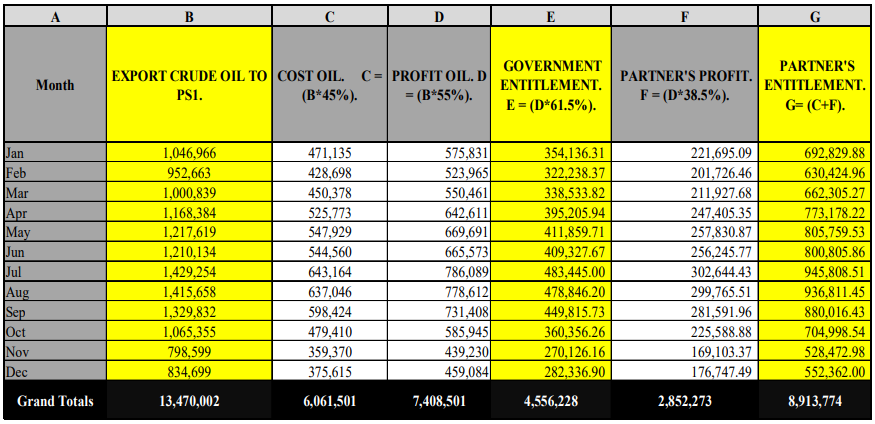 A B C D E F G
Month EXPORT CRUDE OIL TO PS1. COST OIL. C = (B*45%). PROFIT OIL. D = (B*55%). GOVERNMENT ENTITLEMENT. E = (D*61.5%). PARTNER'S PROFIT. F = (D*38.5%). PARTNER'S ENTITLEMENT. G= (C+F).
Jan 1,046,966 471,135 575,831 354,136.31 221,695.09 692,829.88
Feb 952,663 428,698 523,965 322,238.37 201,726.46 630,424.96
Mar 1,000,839 450,378 550,461 338,533.82 211,927.68 662,305.27
Apr 1,168,384 525,773 642,611 395,205.94 247,405.35 773,178.22
May 1,217,619 547,929 669,691 411,859.71 257,830.87 805,759.53
Jun 1,210,134 544,560 665,573 409,327.67 256,245.77 800,805.86
Jul 1,429,254 643,164 786,089 483,445.00 302,644.43 945,808.51
Aug 1,415,658 637,046 778,612 478,846.20 299,765.51 936,811.45
Sep 1,329,832 598,424 731,408 449,815.73 281,591.96 880,016.43
Oct 1,065,355 479,410 585,945 360,356.26 225,588.88 704,998.54
Nov 798,599 359,370 439,230 270,126.16 169,103.37 528,472.98
Dec 834,699 375,615 459,084 282,336.90 176,747.49 552,362.00
Grand Totals 13,470,002 6,061,501 7,408,501 4,556,228 2,852,273 8,913,774